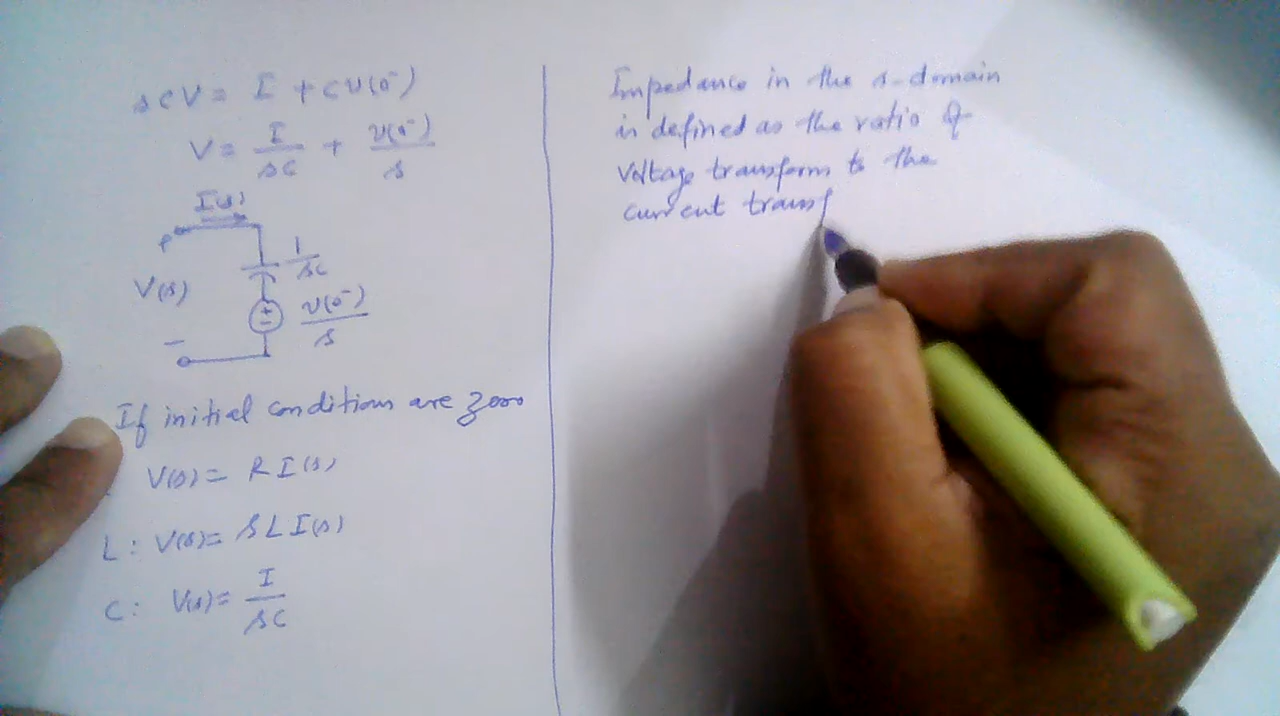 sCV = I + CV(0⁻)
V = I/sC + v(0⁻)/s
I(s)
+
1/sC
V(s)
+
-
v(0⁻)/s
-
If initial conditions are zero
V(s) = R I(s)
L: V(s) = sL I(s)
C: V(s) = I/sC
Impedance in the s-domain
is defined as the ratio of
Voltage transform to the
current transf